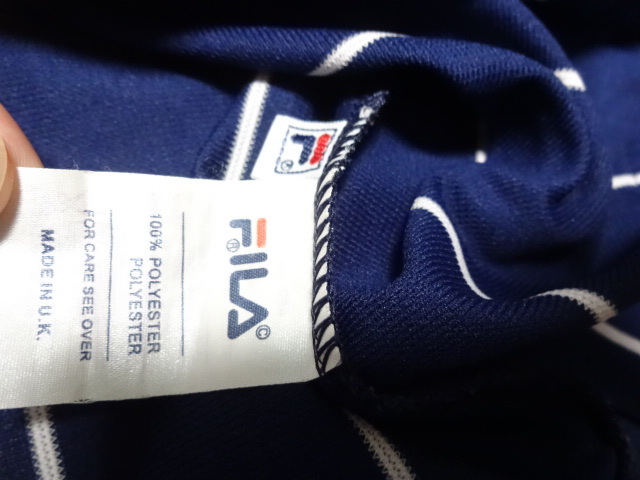 F
®
FILA
®
©
100% POLYESTER
POLYESTER
FOR CARE SEE OVER
MADE IN U.K.